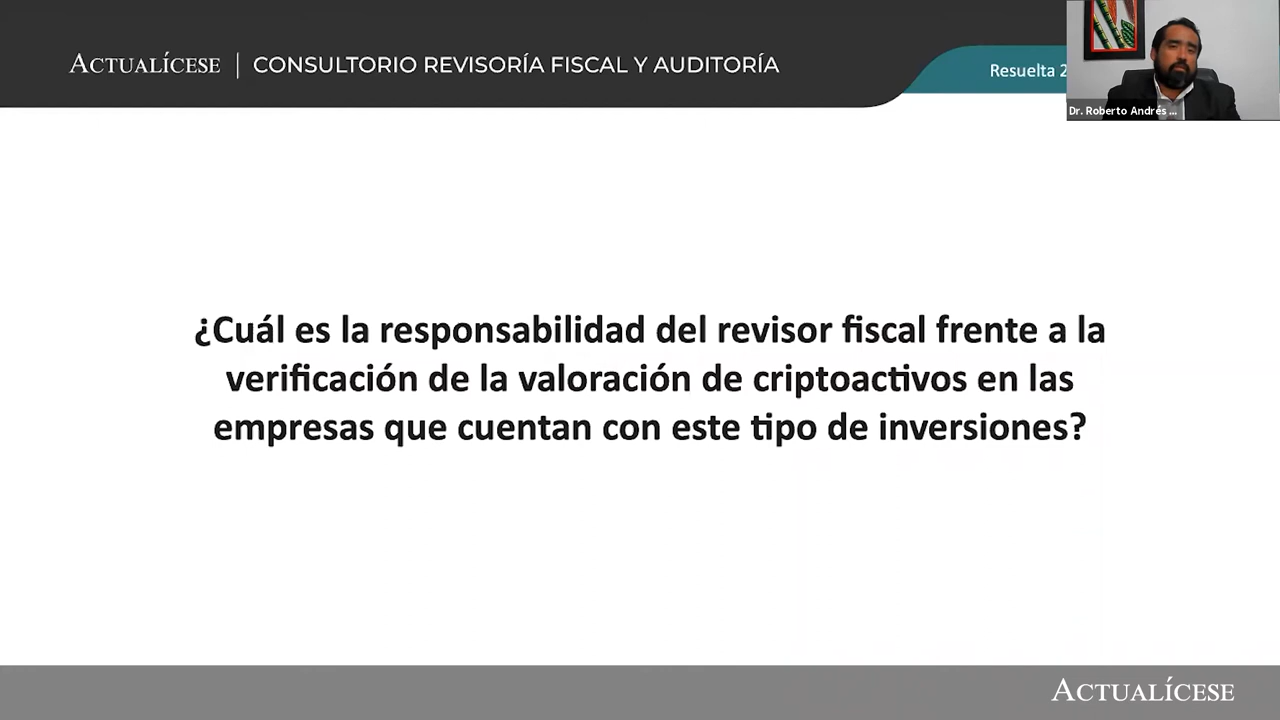 ACTUALÍCESE | CONSULTORIO REVISORÍA FISCAL Y AUDITORÍA
Resuelta 2
Dr. Roberto Andrés ...
¿Cuál es la responsabilidad del revisor fiscal frente a la
verificación de la valoración de criptoactivos en las
empresas que cuentan con este tipo de inversiones?
ACTUALÍCESE